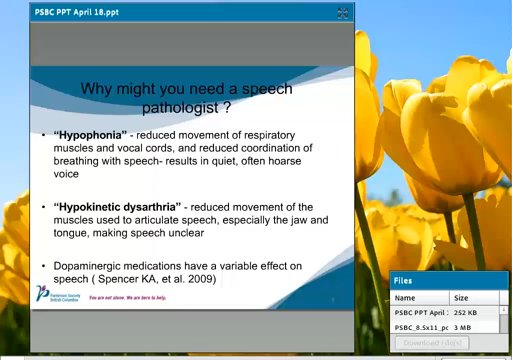 PSBC PPT April 18.ppt
Why might you need a speech
pathologist ?
• “Hypophonia” - reduced movement of respiratory
muscles and vocal cords, and reduced coordination of
breathing with speech- results in quiet, often hoarse
voice
• “Hypokinetic dysarthria” - reduced movement of the
muscles used to articulate speech, especially the jaw and
tongue, making speech unclear
• Dopaminergic medications have a variable effect on
speech ( Spencer KA, et al. 2009)
Parkinson Society
British Columbia
You are not alone. We are here to help.
Files
Name Size
PSBC PPT April 252 KB
PSBC_8.5x11_pc 3 MB
Download File(s)